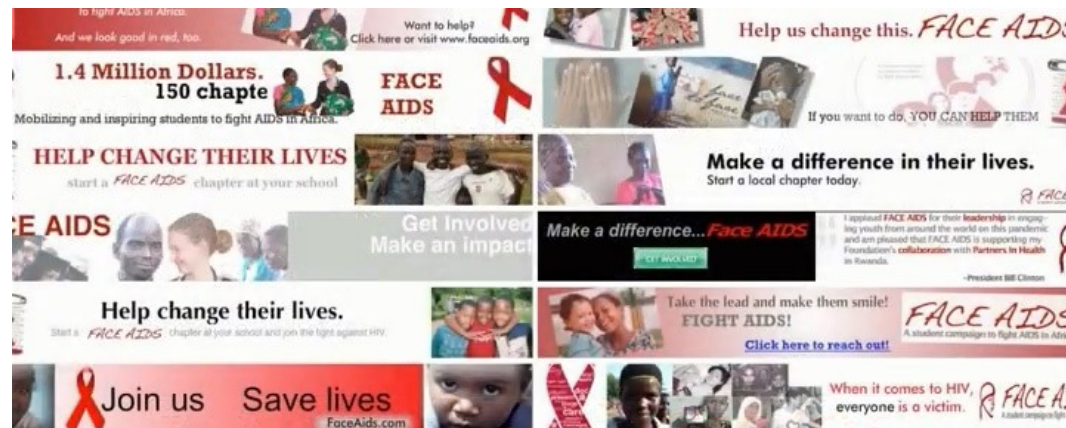 to fight AIDS in Africa.
And we look good in red, too.
Want to help?
Click here or visit www.faceaids.org
Help us change this. FACE AIDS
1.4 Million Dollars.
150 chapte
Mobilizing and inspiring students to fight AIDS in Africa.
FACE
AIDS
face
to face
If you want to do, YOU CAN HELP THEM
HELP CHANGE THEIR LIVES
start a FACE AIDS chapter at your school
Make a difference in their lives.
Start a local chapter today.
FACE
CE AIDS
Get Involved
Make an impact
Make a difference...Face AIDS
GET INVOLVED
I applaud FACE AIDS for their leadership in engag-
ing youth from around the world on this pandemic
and am pleased that FACE AIDS is supporting my
Foundation's collaboration with Partners In Health
in Rwanda.
~President Bill Clinton
Help change their lives.
Start a FACE AIDS chapter at your school and join the fight against HIV.
Take the lead and make them smile!
FIGHT AIDS!
Click here to reach out!
FACE AIDS
A student campaign to fight AIDS in Afri
Join us Save lives
FaceAids.com
When it comes to HIV,
everyone is a victim.
FACE A
A student campaign to fight